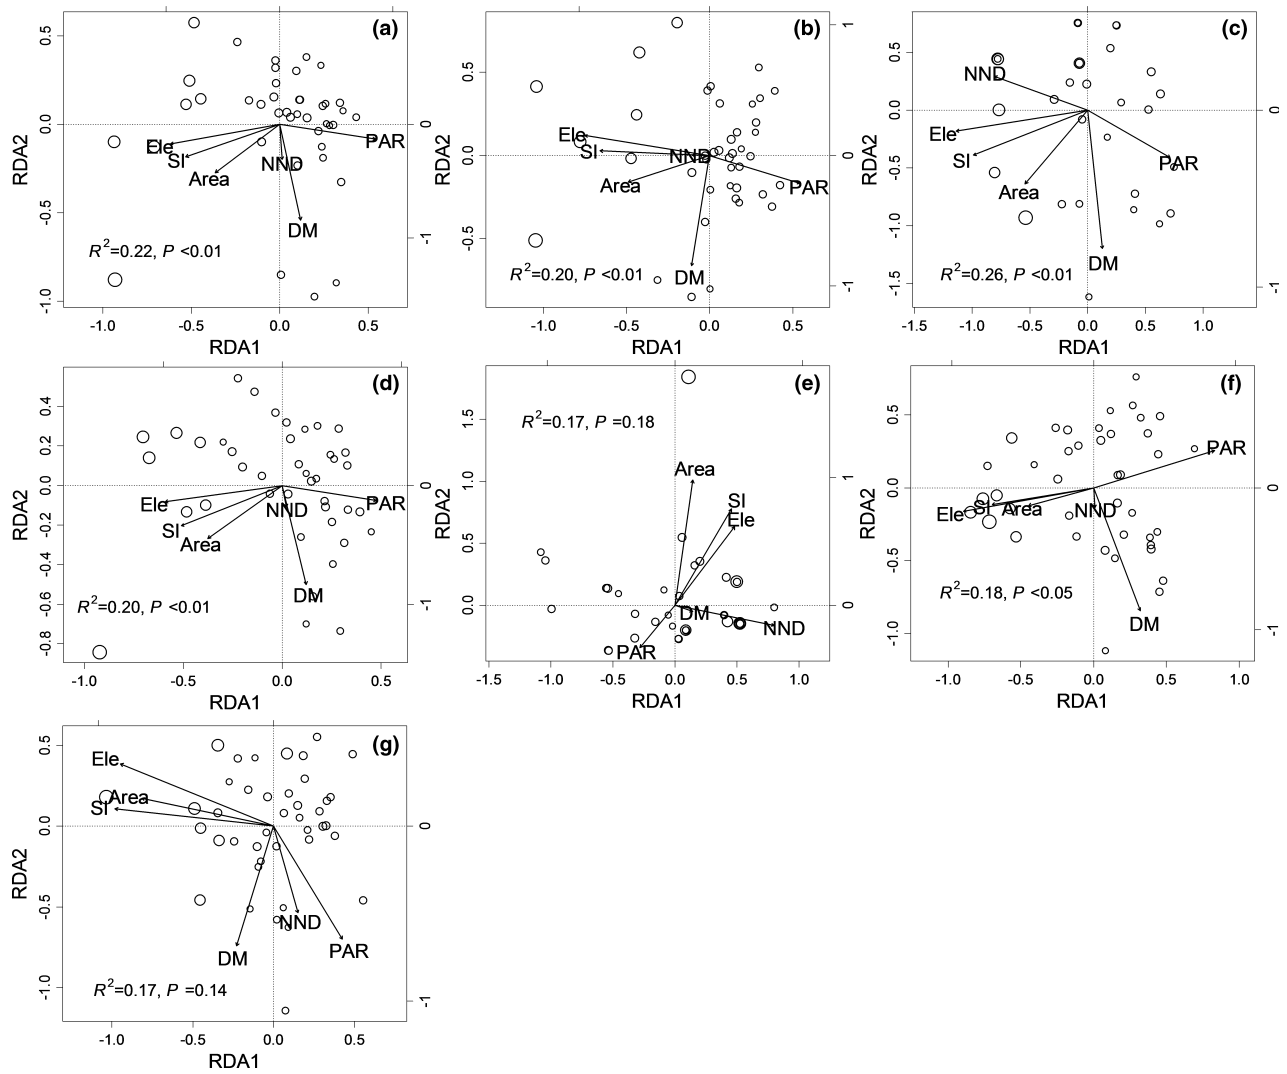 (a)
0.5
0.0
-0.5
-1.0
RDA2
Ele
SI
Area
NND
PAR
DM
R2=0.22, P <0.01
0
-1
-1.0 -0.5 0.0 0.5
RDA1
(b)
0.5
0.0
-0.5
RDA2
Ele
SI
NND
Area
PAR
DM
R2=0.20, P <0.01
1
0
-1
-1.0 -0.5 0.0 0.5
RDA1
(c)
0.5
0.0
-0.5
-1.0
-1.5
RDA2
NND
Ele
SI
PAR
Area
DM
R2=0.26, P <0.01
0
-1
-1.5 -1.0 -0.5 0.0 0.5 1.0
RDA1
(d)
0.4
0.2
0.0
-0.2
-0.4
-0.6
-0.8
RDA2
Ele
PAR
NND
SI
Area
DM
R2=0.20, P <0.01
0
-1
-1.0 -0.5 0.0 0.5
RDA1
(e)
1.5
1.0
0.5
0.0
RDA2
R2=0.17, P =0.18
Area
SI
Ele
DM
NND
PAR
1
0
-1.5 -1.0 -0.5 0.0 0.5 1.0
RDA1
(f)
0.5
0.0
-0.5
-1.0
RDA2
PAR
Ele
SI
Area
NND
R2=0.18, P <0.05
DM
0
-1
-1.0 -0.5 0.0 0.5 1.0
RDA1
(g)
0.5
0.0
-0.5
-1.0
RDA2
Ele
Area
SI
NND
DM
PAR
R2=0.17, P =0.14
0
-1
-1.0 -0.5 0.0 0.5
RDA1